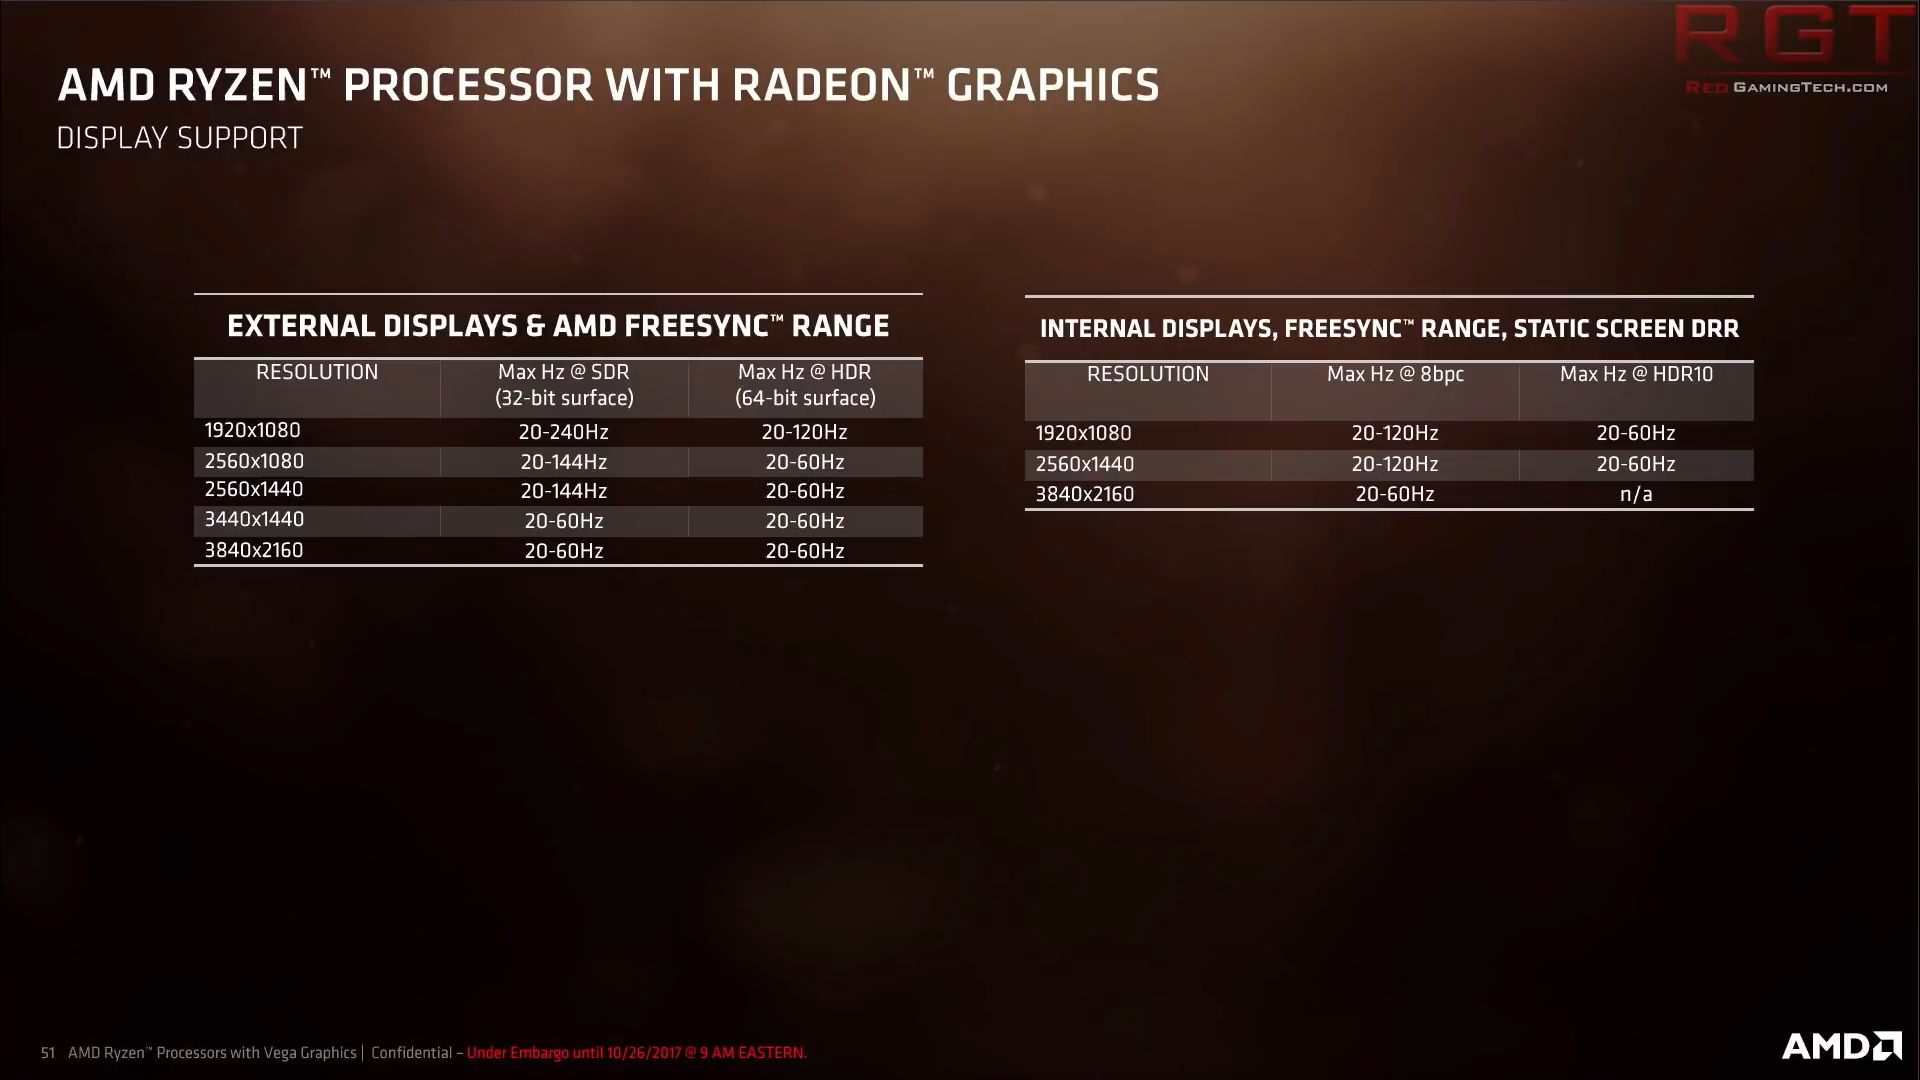 RGT
RedGamingTech.com
AMD RYZEN™ PROCESSOR WITH RADEON™ GRAPHICS
DISPLAY SUPPORT
EXTERNAL DISPLAYS & AMD FREESYNC™ RANGE
RESOLUTION Max Hz @ SDR (32-bit surface) Max Hz @ HDR (64-bit surface)
1920x1080 20-240Hz 20-120Hz
2560x1080 20-144Hz 20-60Hz
2560x1440 20-144Hz 20-60Hz
3440x1440 20-60Hz 20-60Hz
3840x2160 20-60Hz 20-60Hz
INTERNAL DISPLAYS, FREESYNC™ RANGE, STATIC SCREEN DRR
RESOLUTION Max Hz @ 8bpc Max Hz @ HDR10
1920x1080 20-120Hz 20-60Hz
2560x1440 20-120Hz 20-60Hz
3840x2160 20-60Hz n/a
51 AMD Ryzen™ Processors with Vega Graphics | Confidential – Under Embargo until 10/26/2017 @ 9 AM EASTERN.
AMD